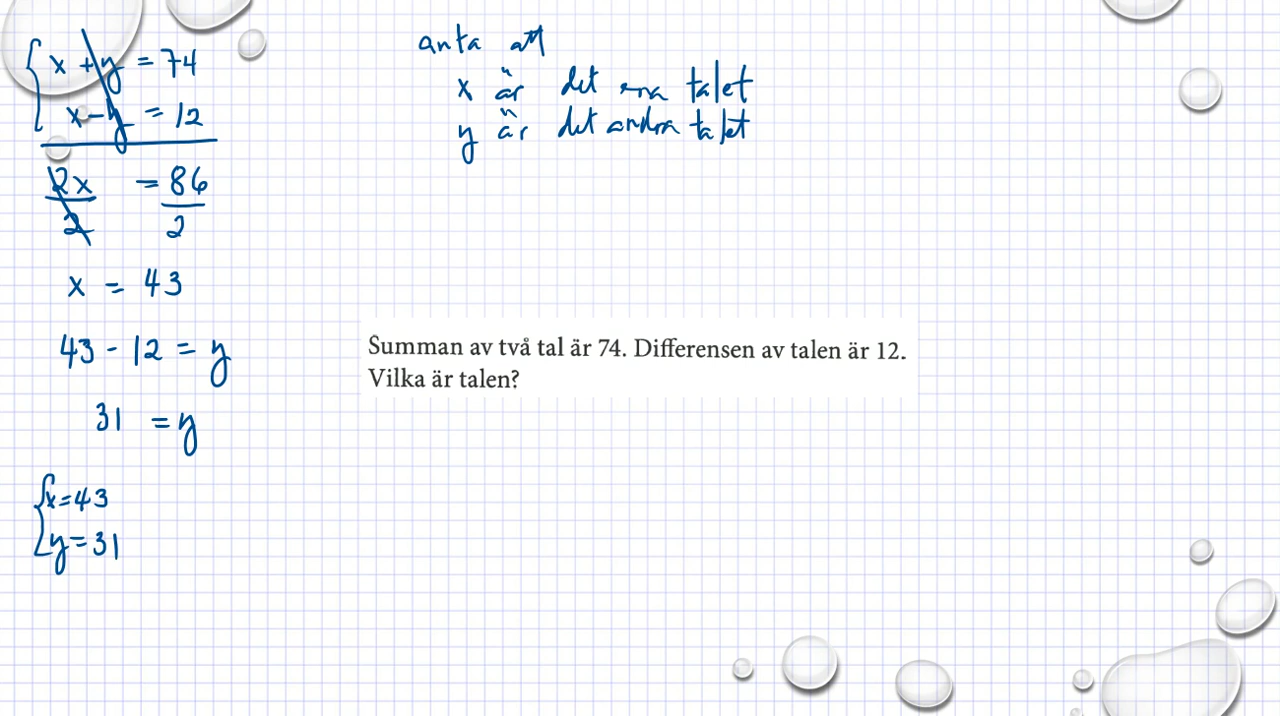 x + y = 74
x - y = 12
2x = 86
2 2
x = 43
43 - 12 = y
31 = y
x = 43
y = 31
anta att
x är det ena talet
y är det andra talet
Summan av två tal är 74. Differensen av talen är 12.
Vilka är talen?